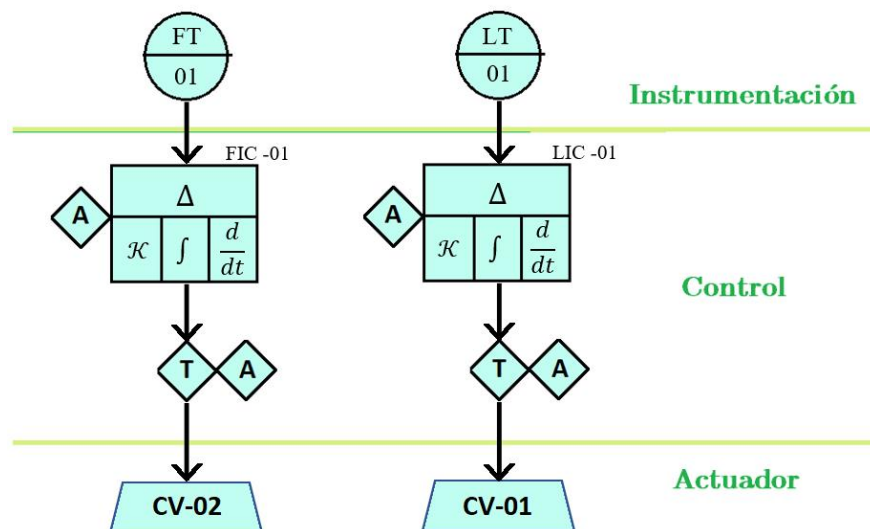 FT
01
LT
01
Instrumentación
FIC -01
LIC -01
Δ
Δ
A
A
𝒦 ∫ d/dt
𝒦 ∫ d/dt
Control
T A
T A
Actuador
CV-02
CV-01